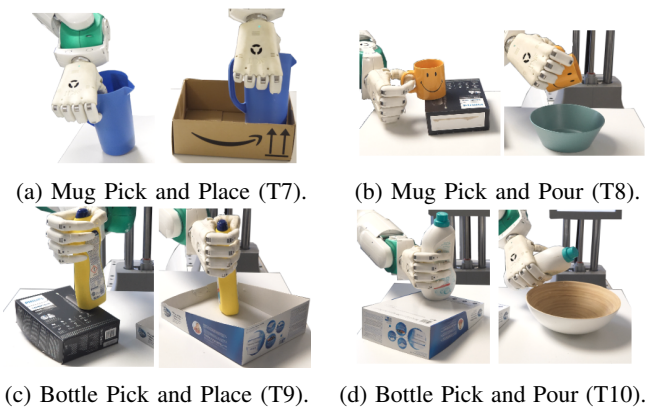 (a) Mug Pick and Place (T7).
(b) Mug Pick and Pour (T8).
(c) Bottle Pick and Place (T9).
(d) Bottle Pick and Pour (T10).